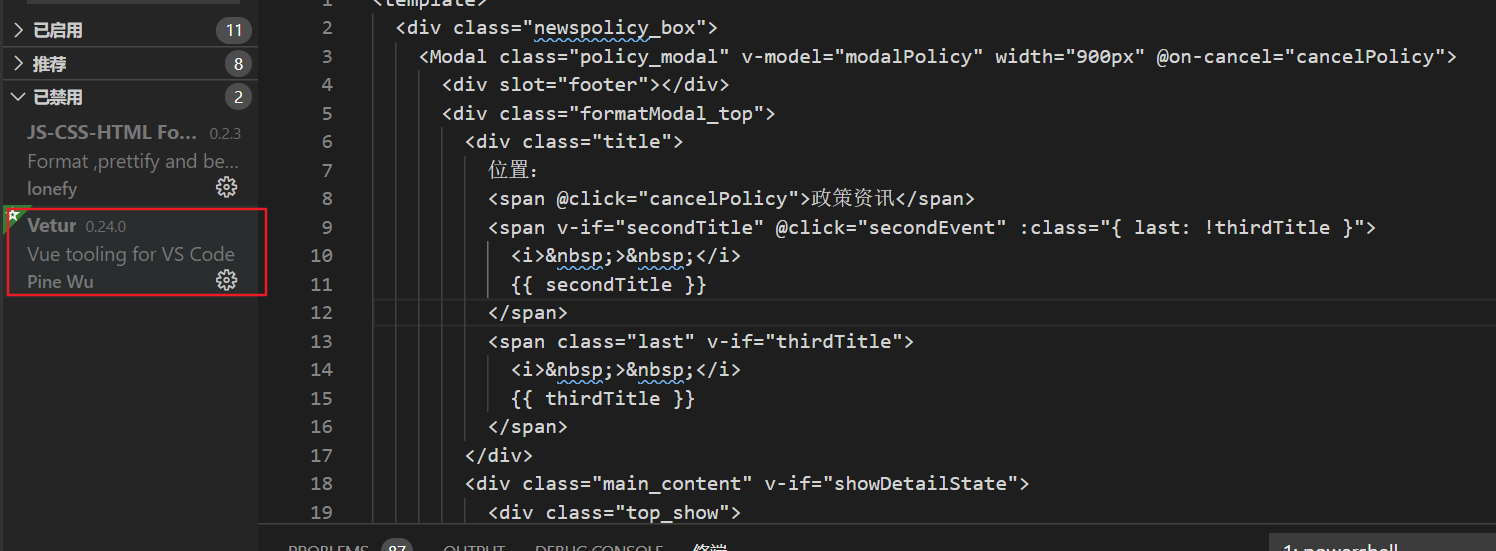 已启用 11
推荐 8
已禁用 2
JS-CSS-HTML Fo... 0.2.3
Format ,prettify and be...
lonefy
Vetur 0.24.0
Vue tooling for VS Code
Pine Wu
1 <template>
2 <div class="newspolicy_box">
3 <Modal class="policy_modal" v-model="modalPolicy" width="900px" @on-cancel="cancelPolicy">
4 <div slot="footer"></div>
5 <div class="formatModal_top">
6 <div class="title">
7 位置：
8 <span @click="cancelPolicy">政策资讯</span>
9 <span v-if="secondTitle" @click="secondEvent" :class="{ last: !thirdTitle }">
10 <i>&nbsp;>&nbsp;</i>
11 {{ secondTitle }}
12 </span>
13 <span class="last" v-if="thirdTitle">
14 <i>&nbsp;>&nbsp;</i>
15 {{ thirdTitle }}
16 </span>
17 </div>
18 <div class="main_content" v-if="showDetailState">
19 <div class="top_show">
PROBLEMS 87 OUTPUT DEBUG CONSOLE 终端 1: powershell